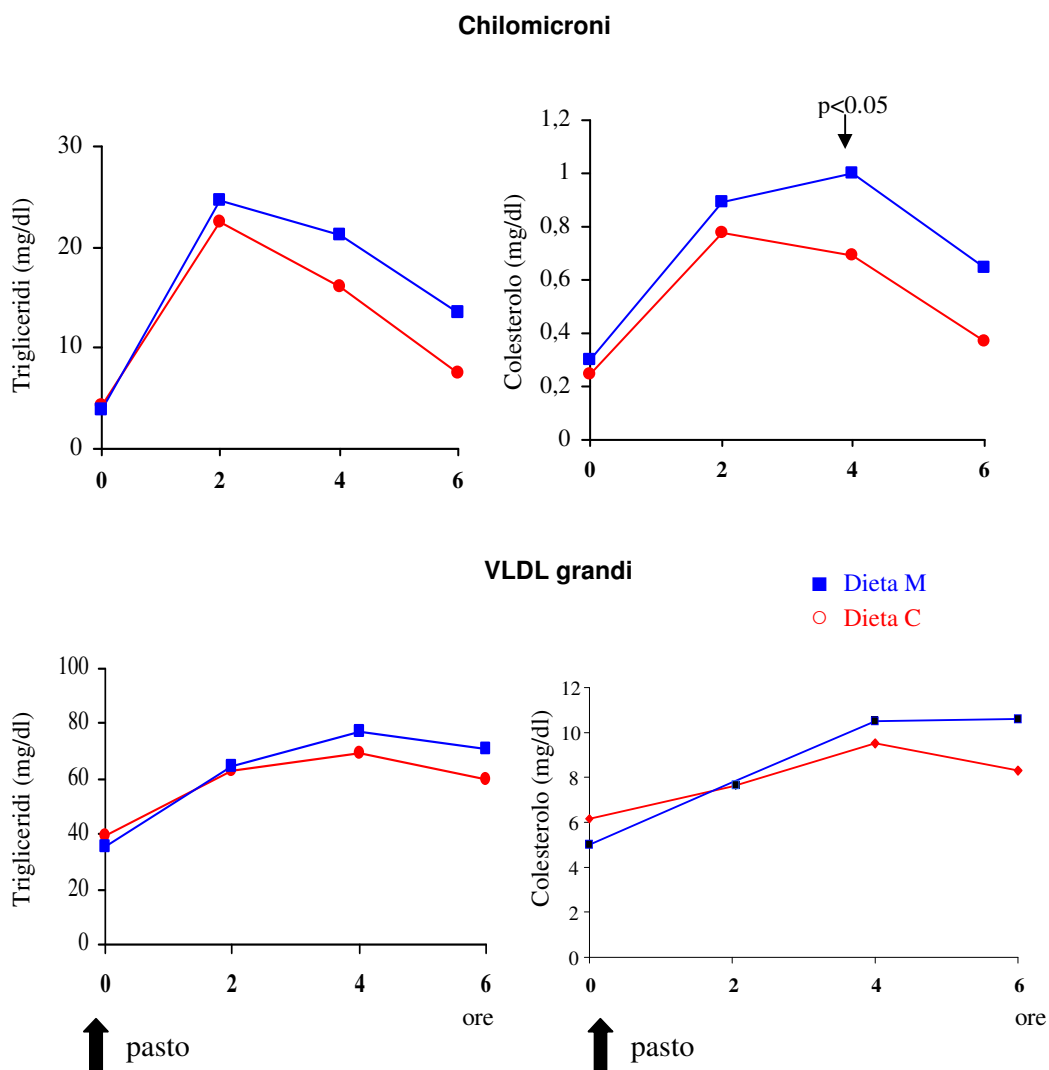 Chilomicroni
Trigliceridi (mg/dl)
30
20
10
0
0 2 4 6
p<0.05
Colesterolo (mg/dl)
1,2
1
0,8
0,6
0,4
0,2
0
0 2 4 6
VLDL grandi
Dieta M
Dieta C
Trigliceridi (mg/dl)
100
80
60
40
20
0
0 2 4 6
ore
pasto
Colesterolo (mg/dl)
12
10
8
6
4
2
0
0 2 4 6
ore
pasto